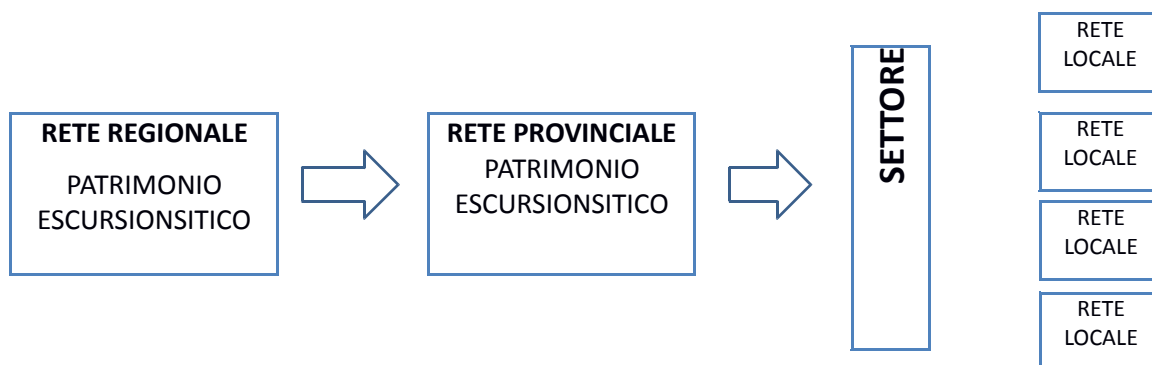 RETE REGIONALE
PATRIMONIO
ESCURSIONSITICO
RETE PROVINCIALE
PATRIMONIO
ESCURSIONSITICO
SETTORE
RETE
LOCALE
RETE
LOCALE
RETE
LOCALE
RETE
LOCALE